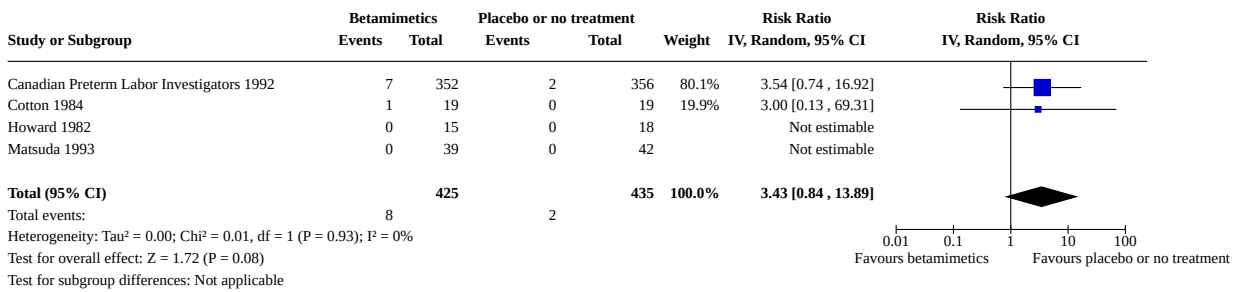 Betamimetics Placebo or no treatment Risk Ratio Risk Ratio
Study or Subgroup Events Total Events Total Weight IV, Random, 95% CI IV, Random, 95% CI
Canadian Preterm Labor Investigators 1992 7 352 2 356 80.1% 3.54 [0.74 , 16.92]
Cotton 1984 1 19 0 19 19.9% 3.00 [0.13 , 69.31]
Howard 1982 0 15 0 18 Not estimable
Matsuda 1993 0 39 0 42 Not estimable
Total (95% CI) 425 435 100.0% 3.43 [0.84 , 13.89]
Total events: 8 2
Heterogeneity: Tau² = 0.00; Chi² = 0.01, df = 1 (P = 0.93); I² = 0%
0.01 0.1 1 10 100
Test for overall effect: Z = 1.72 (P = 0.08) Favours betamimetics Favours placebo or no treatment
Test for subgroup differences: Not applicable